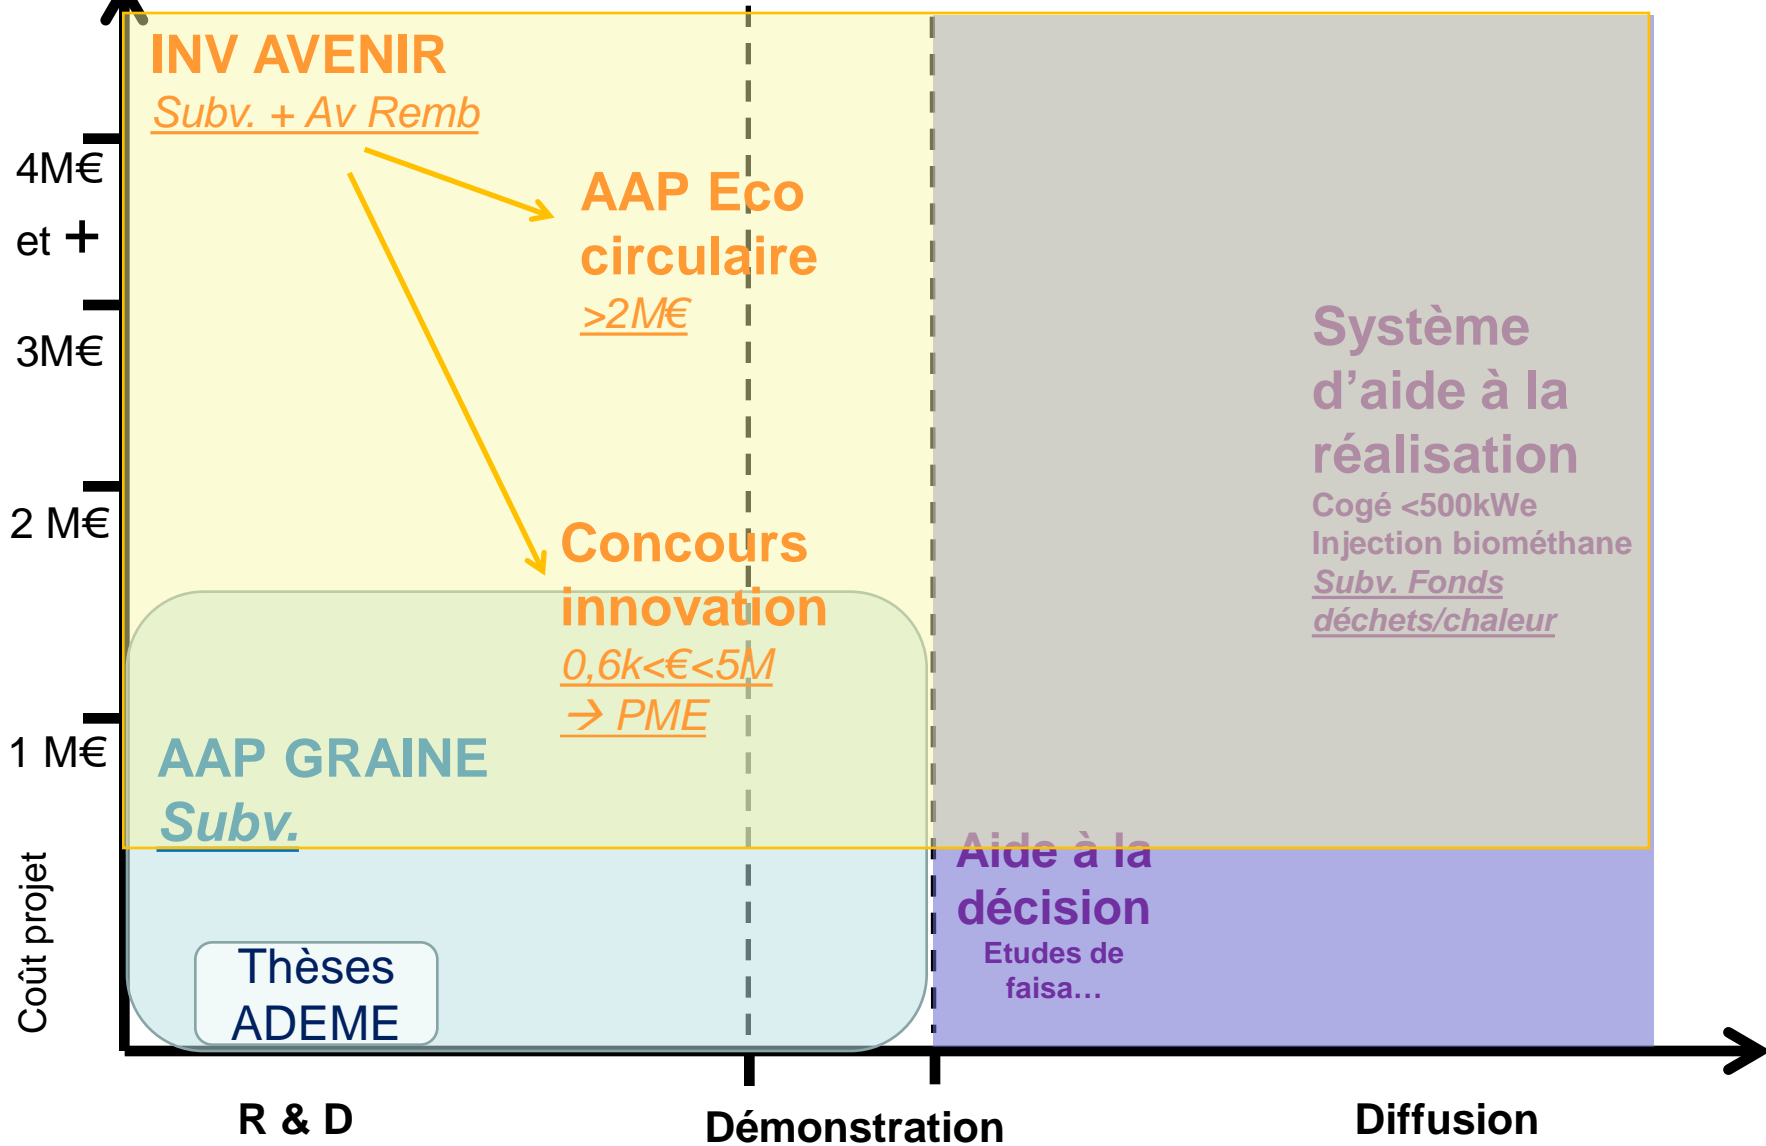 INV AVENIR
Subv. + Av Remb
4M€
et +
3M€
2 M€
1 M€
Coût projet
AAP Eco
circulaire
>2M€
Concours
innovation
0,6k<€<5M
→ PME
AAP GRAINE
Subv.
Thèses
ADEME
Système
d’aide à la
réalisation
Cogé <500kWe
Injection biométhane
Subv. Fonds
déchets/chaleur
Aide à la
décision
Etudes de
faisa…
R & D
Démonstration
Diffusion